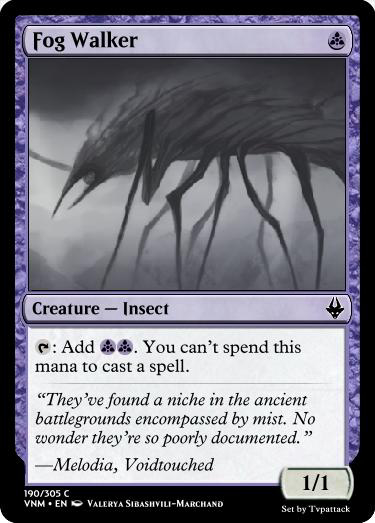 Fog Walker
Creature — Insect
: Add . You can't spend this
mana to cast a spell.
"They've found a niche in the ancient
battlegrounds encompassed by mist. No
wonder they're so poorly documented."
—Melodia, Voidtouched
1/1
190/305 C
VNM • EN Valerya Sibashvili-Marchand
Set by Tvpattack